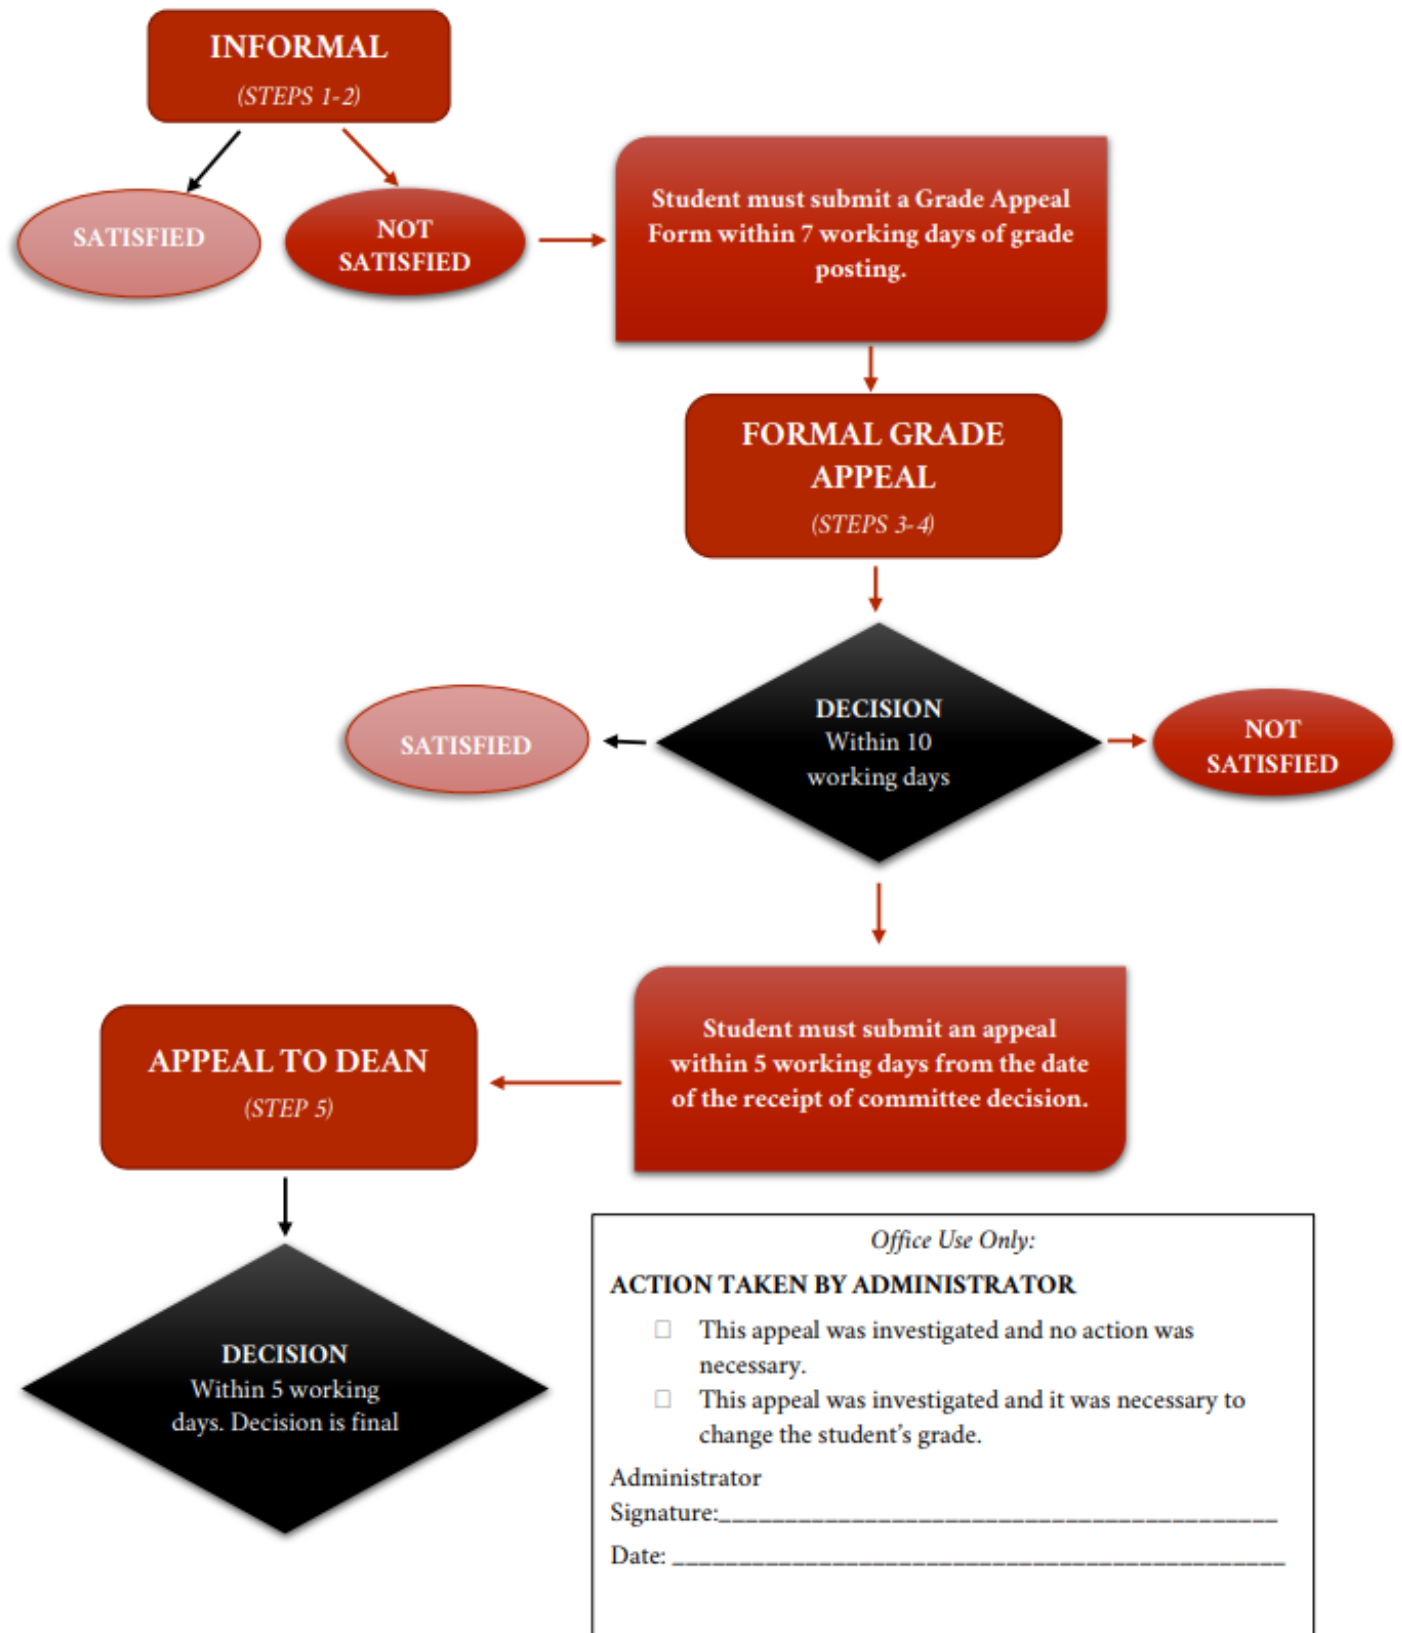 INFORMAL
(STEPS 1-2)
SATISFIED
NOT
SATISFIED
Student must submit a Grade Appeal
Form within 7 working days of grade
posting.
FORMAL GRADE
APPEAL
(STEPS 3-4)
SATISFIED
DECISION
Within 10
working days
NOT
SATISFIED
Student must submit an appeal
within 5 working days from the date
of the receipt of committee decision.
APPEAL TO DEAN
(STEP 5)
DECISION
Within 5 working
days. Decision is final
Office Use Only:
ACTION TAKEN BY ADMINISTRATOR
☐ This appeal was investigated and no action was
necessary.
☐ This appeal was investigated and it was necessary to
change the student's grade.
Administrator
Signature:___________________________________________
Date: _______________________________________________